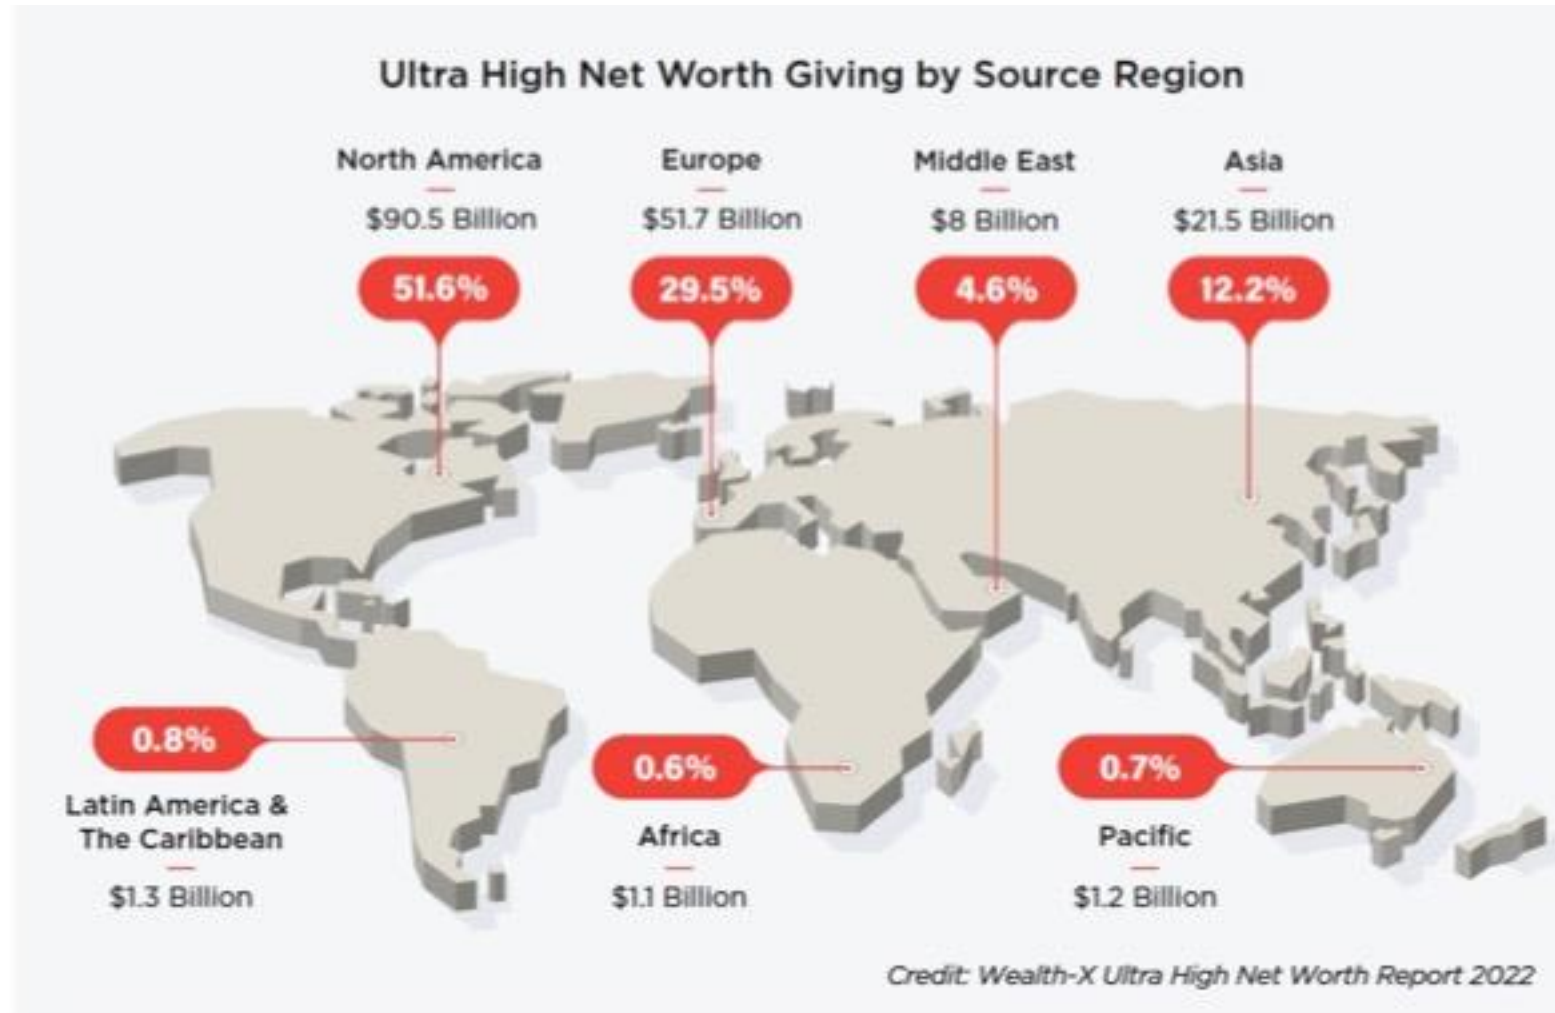 Ultra High Net Worth Giving by Source Region
North America
$90.5 Billion
51.6%
Europe
$51.7 Billion
29.5%
Middle East
$8 Billion
4.6%
Asia
$21.5 Billion
12.2%
0.8%
Latin America &
The Caribbean
$1.3 Billion
0.6%
Africa
$1.1 Billion
0.7%
Pacific
$1.2 Billion
Credit: Wealth-X Ultra High Net Worth Report 2022